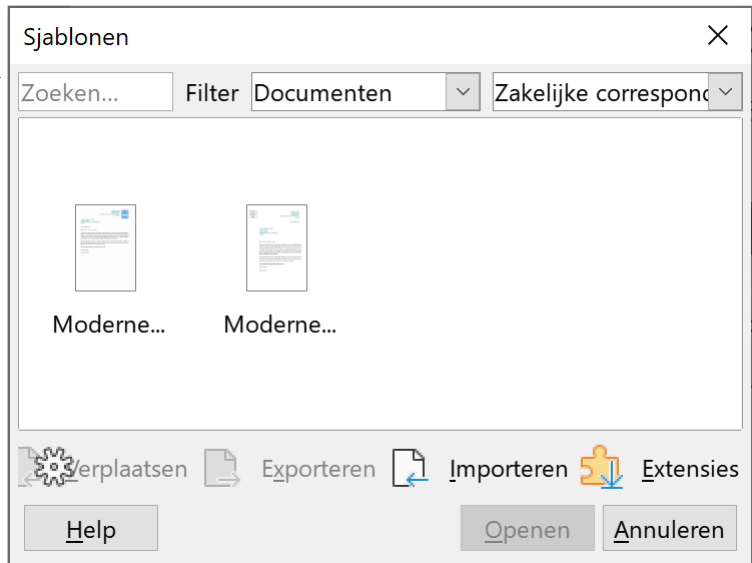 Sjablonen
Zoeken... Filter Documenten Zakelijke correspond
Moderne... Moderne...
Verplaatsen Exporteren Importeren Extensies
Help Openen Annuleren